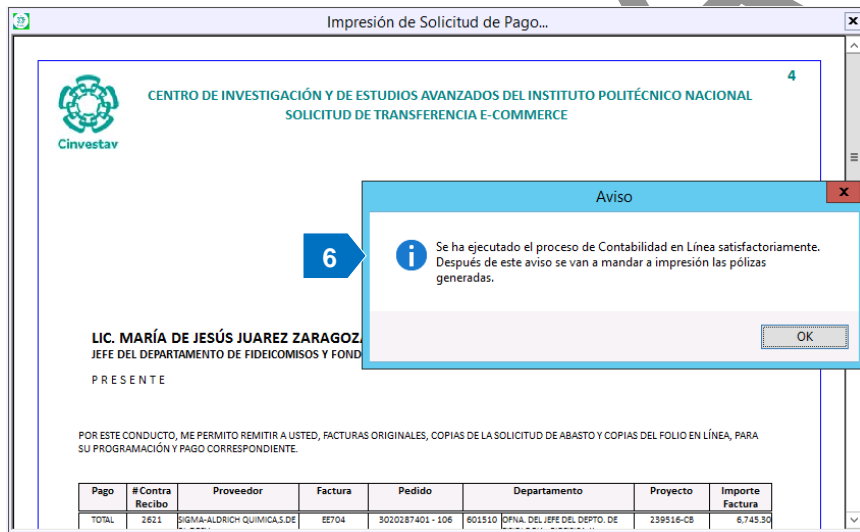 Impresión de Solicitud de Pago...
4
CENTRO DE INVESTIGACIÓN Y DE ESTUDIOS AVANZADOS DEL INSTITUTO POLITÉCNICO NACIONAL
SOLICITUD DE TRANSFERENCIA E-COMMERCE
Cinvestav
Aviso
6
Se ha ejecutado el proceso de Contabilidad en Línea satisfactoriamente.
Después de este aviso se van a mandar a impresión las pólizas
generadas.
OK
LIC. MARÍA DE JESÚS JUAREZ ZARAGOZA
JEFE DEL DEPARTAMENTO DE FIDEICOMISOS Y FOND
P R E S E N T E
POR ESTE CONDUCTO, ME PERMITO REMITIR A USTED, FACTURAS ORIGINALES, COPIAS DE LA SOLICITUD DE ABASTO Y COPIAS DEL FOLIO EN LÍNEA, PARA
SU PROGRAMACIÓN Y PAGO CORRESPONDIENTE.
Pago # Contra Recibo Proveedor Factura Pedido Departamento Proyecto Importe Factura
TOTAL 2621 SIGMA-ALDRICH QUIMICA,S.DE EE704 3020287401 - 106 601510 OFNA. DEL JEFE DEL DEPTO. DE 239516-CB 6,745.30